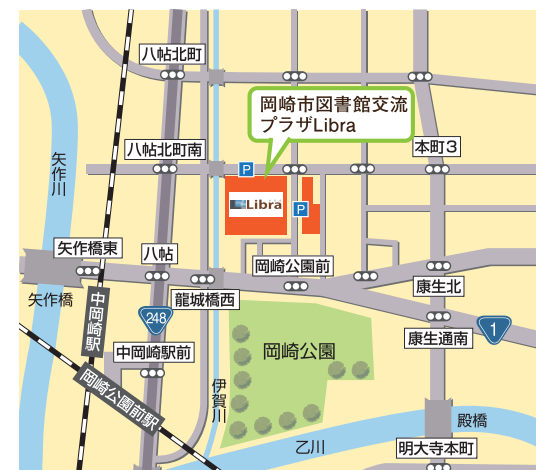 八帖北町
岡崎市図書館交流
プラザLibra
八帖北町南
P
本町3
矢作川
Libra
P
矢作橋東
八帖
岡崎公園前
龍城橋西
康生北
矢作橋
中岡崎駅
248
康生通南
1
中岡崎駅前
岡崎公園
岡崎公園前駅
伊賀川
殿橋
乙川
明大寺本町